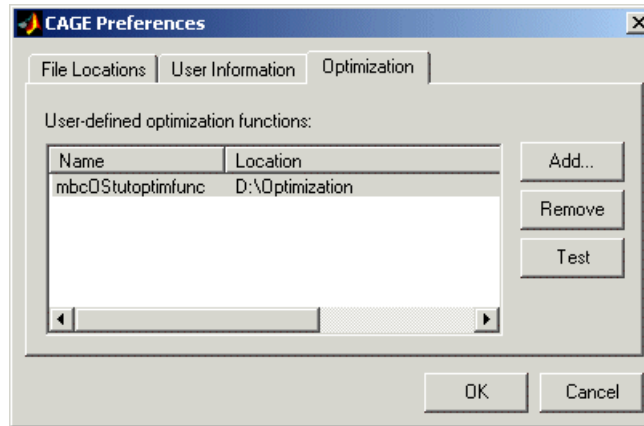 CAGE Preferences
File Locations User Information Optimization
User-defined optimization functions:
Name Location
mbcOStutoptimfunc D:\Optimization
Add...
Remove
Test
OK Cancel